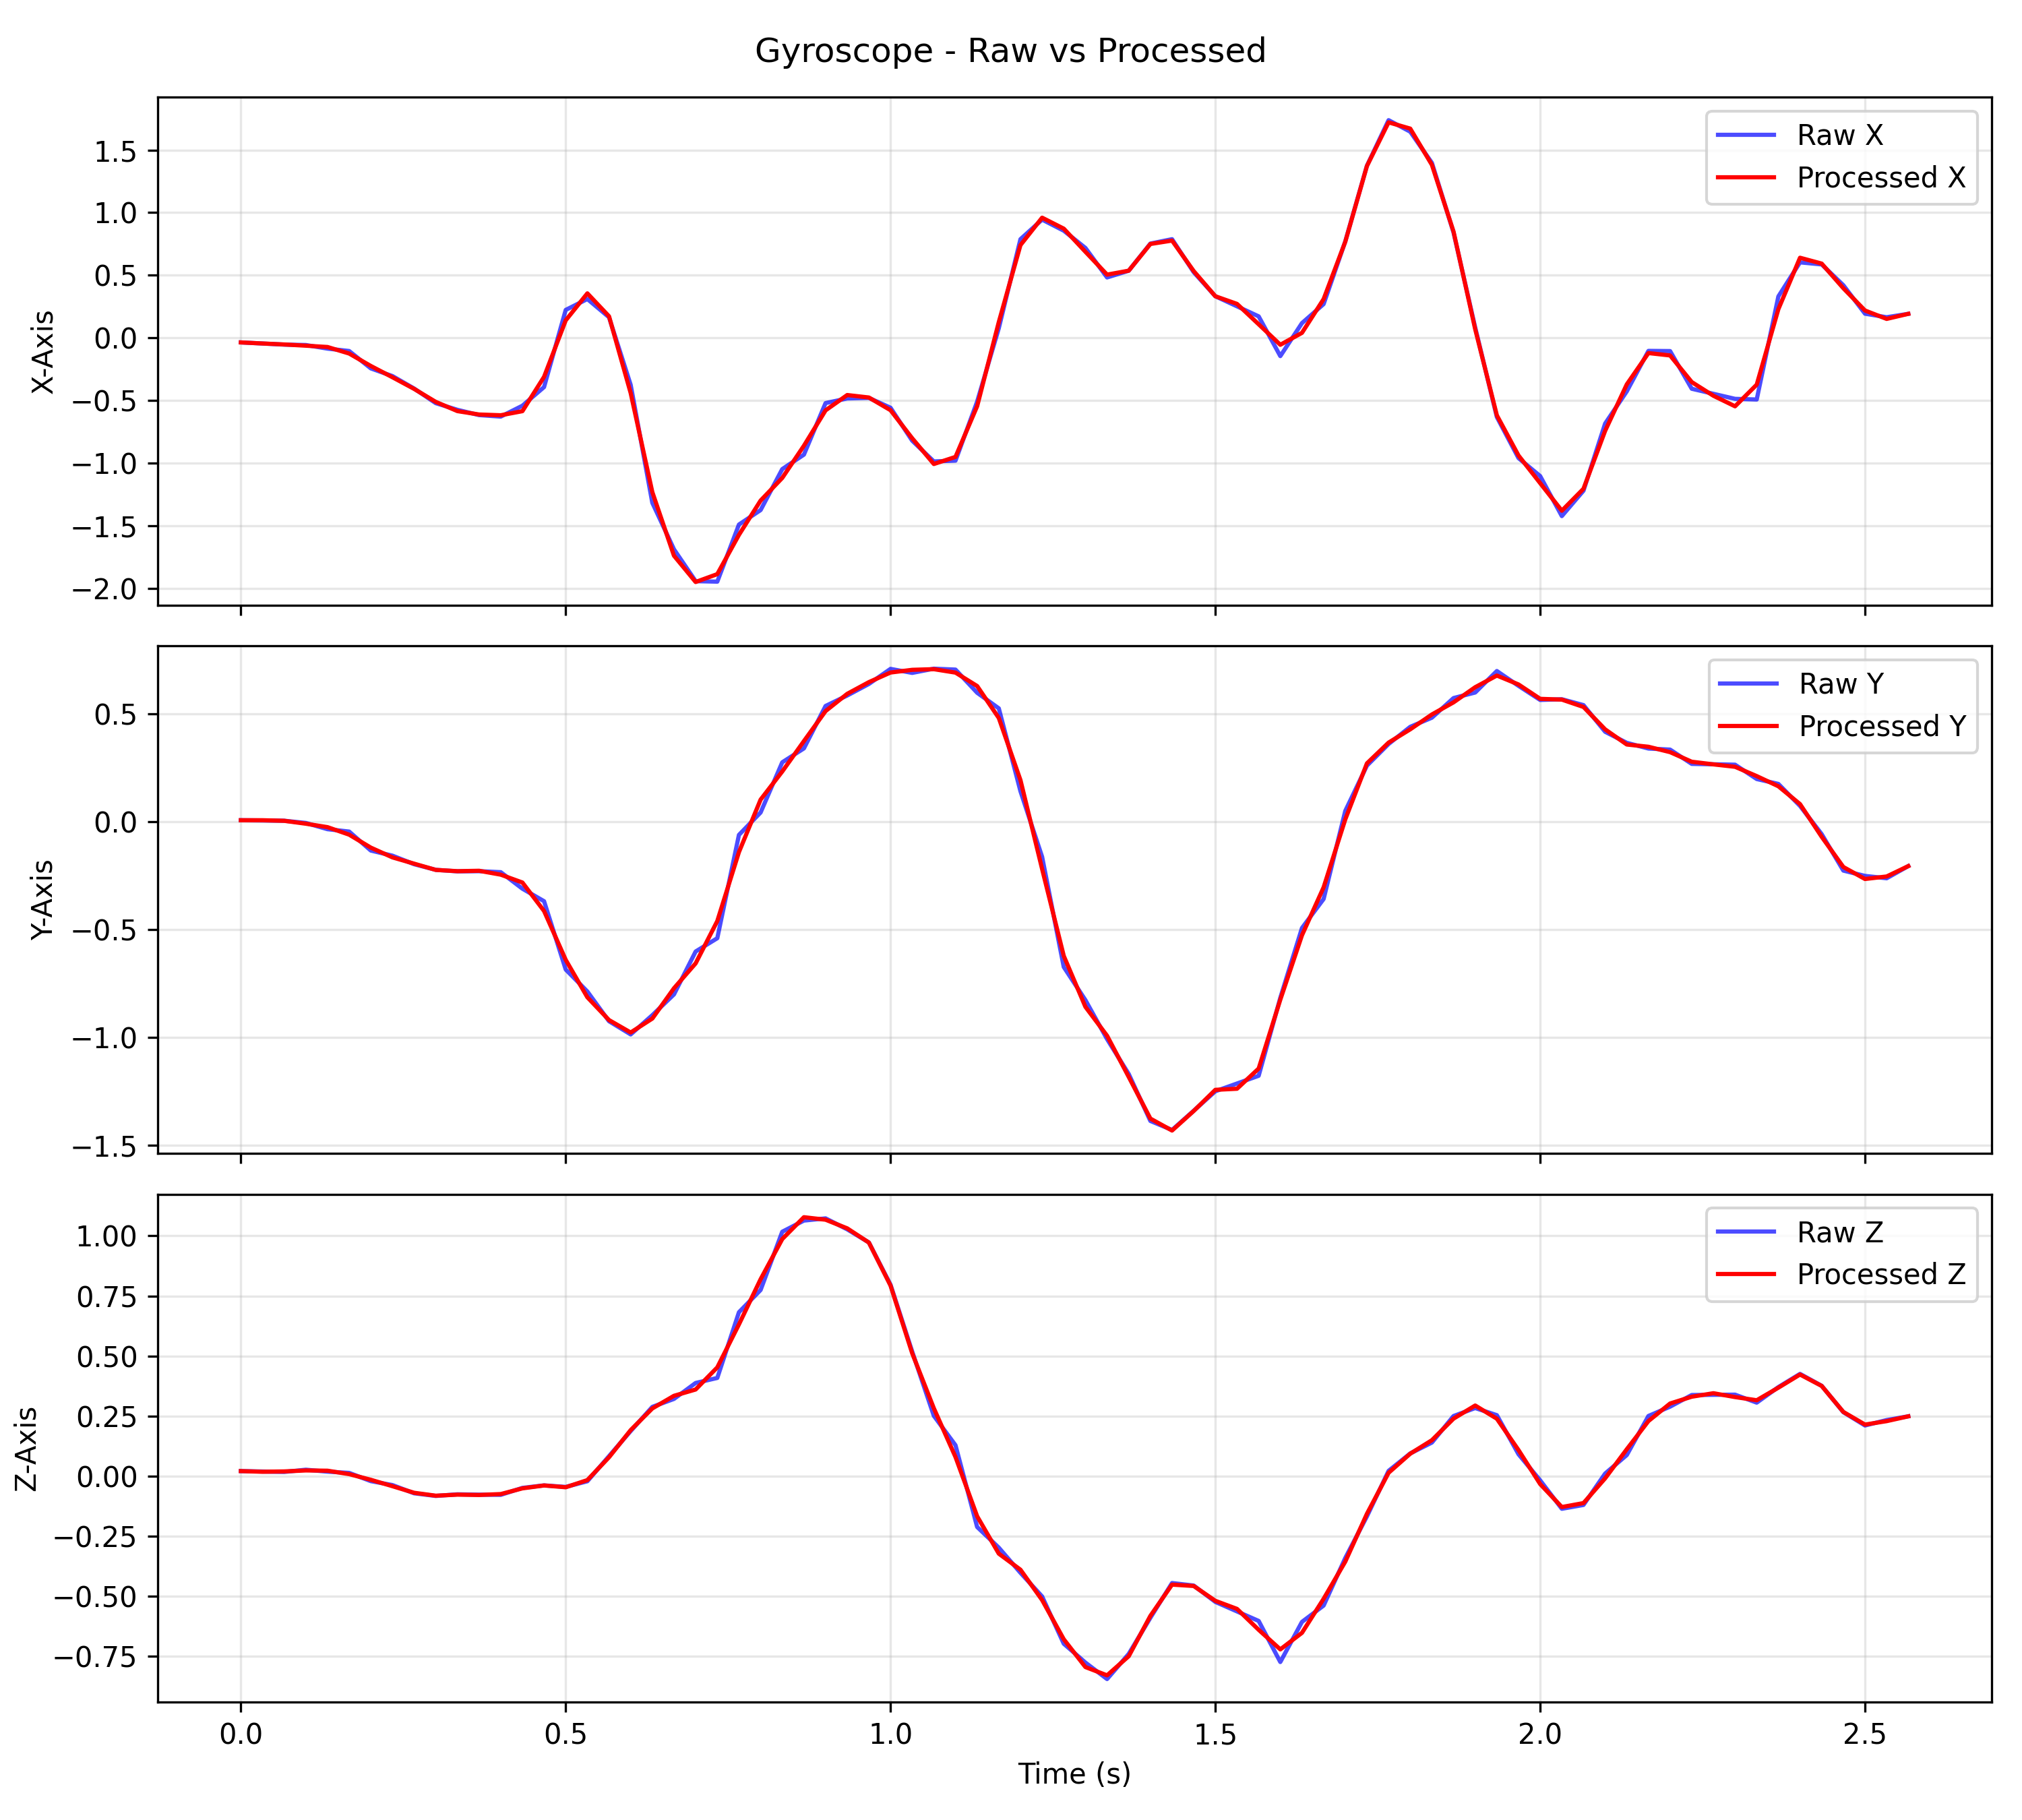 Gyroscope - Raw vs Processed
X-Axis
1.5
1.0
0.5
0.0
−0.5
−1.0
−1.5
−2.0
Raw X
Processed X
Y-Axis
0.5
0.0
−0.5
−1.0
−1.5
Raw Y
Processed Y
Z-Axis
1.00
0.75
0.50
0.25
0.00
−0.25
−0.50
−0.75
Raw Z
Processed Z
0.0 0.5 1.0 1.5 2.0 2.5
Time (s)